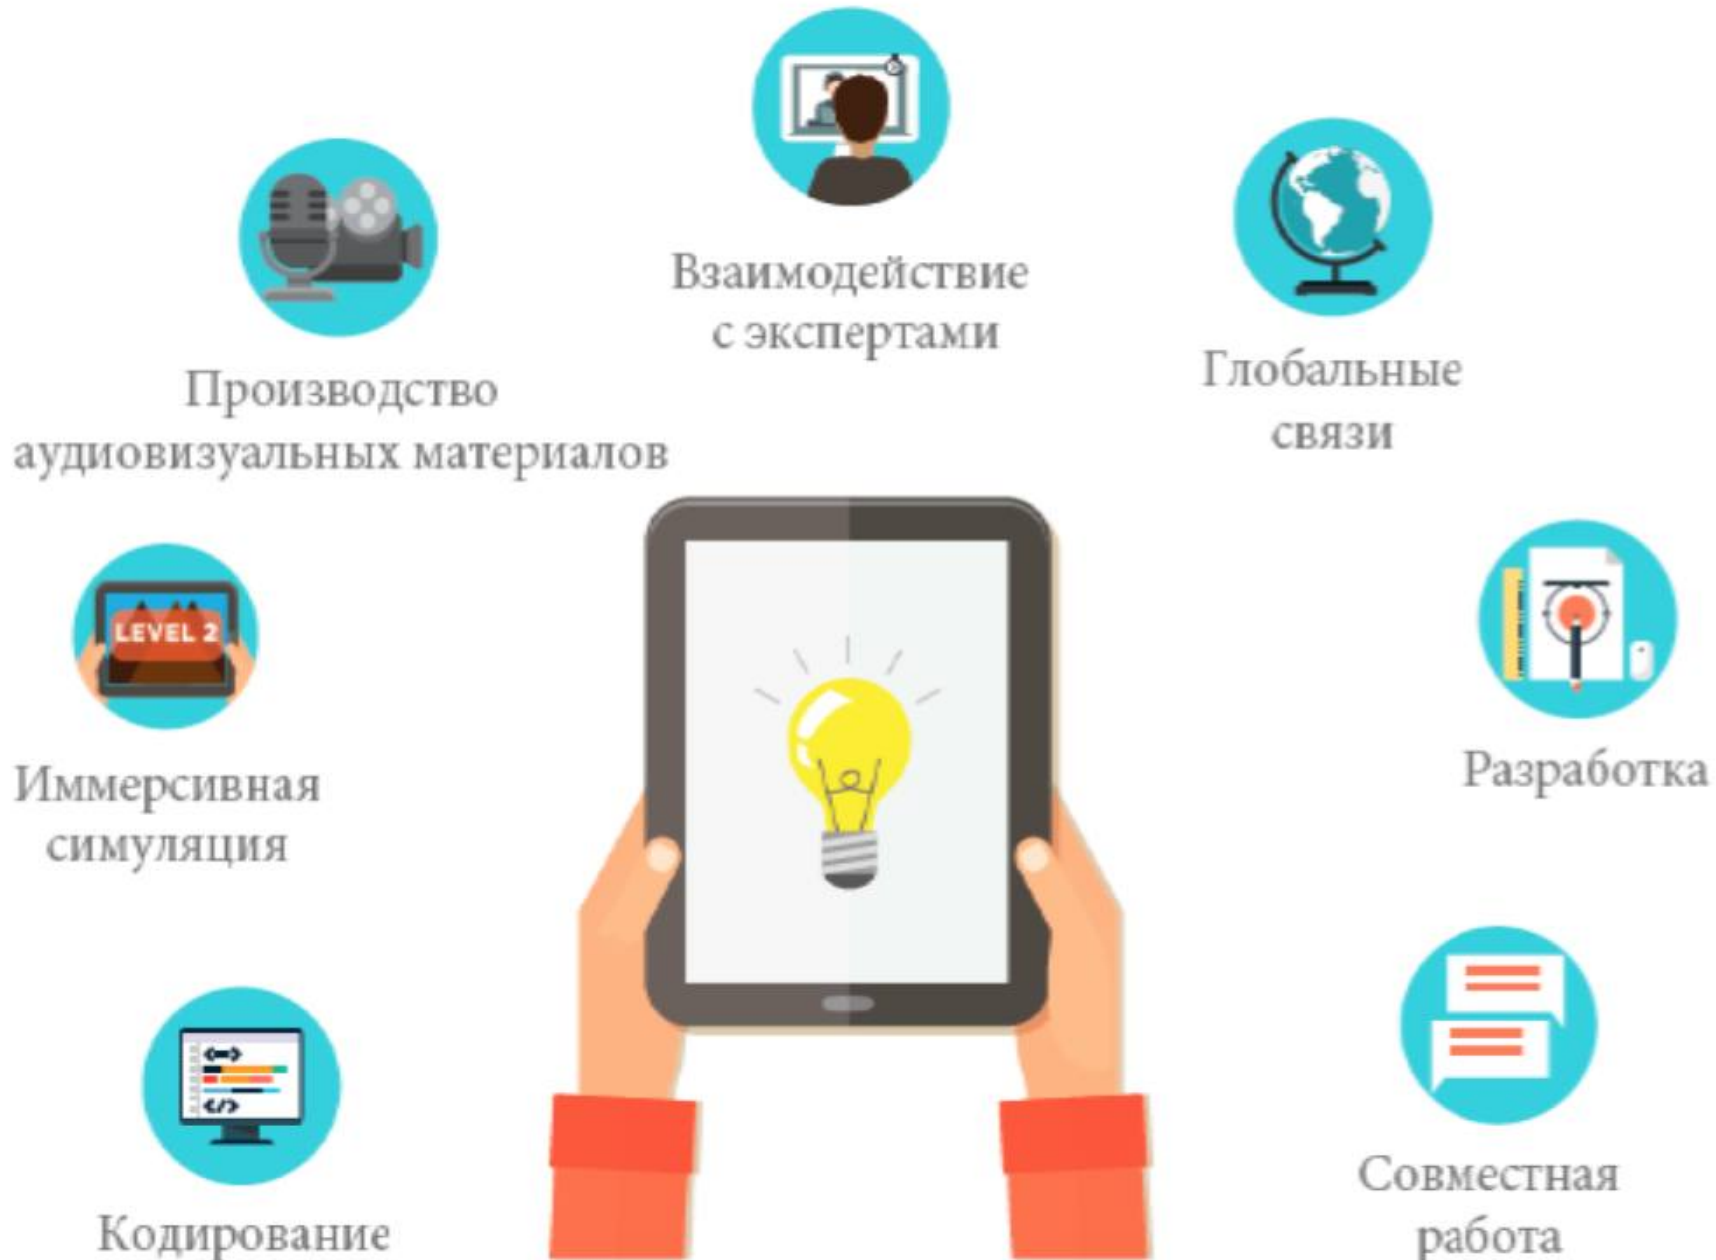 Взаимодействие
с экспертами
Глобальные
связи
Производство
аудиовизуальных материалов
LEVEL 2
Разработка
Иммерсивная
симуляция
Совместная
работа
Кодирование